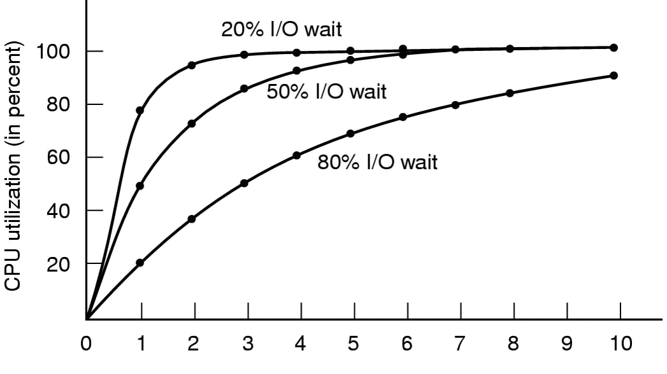 20% I/O wait
100
50% I/O wait
80
60
80% I/O wait
40
20
CPU utilization (in percent)
0 1 2 3 4 5 6 7 8 9 10